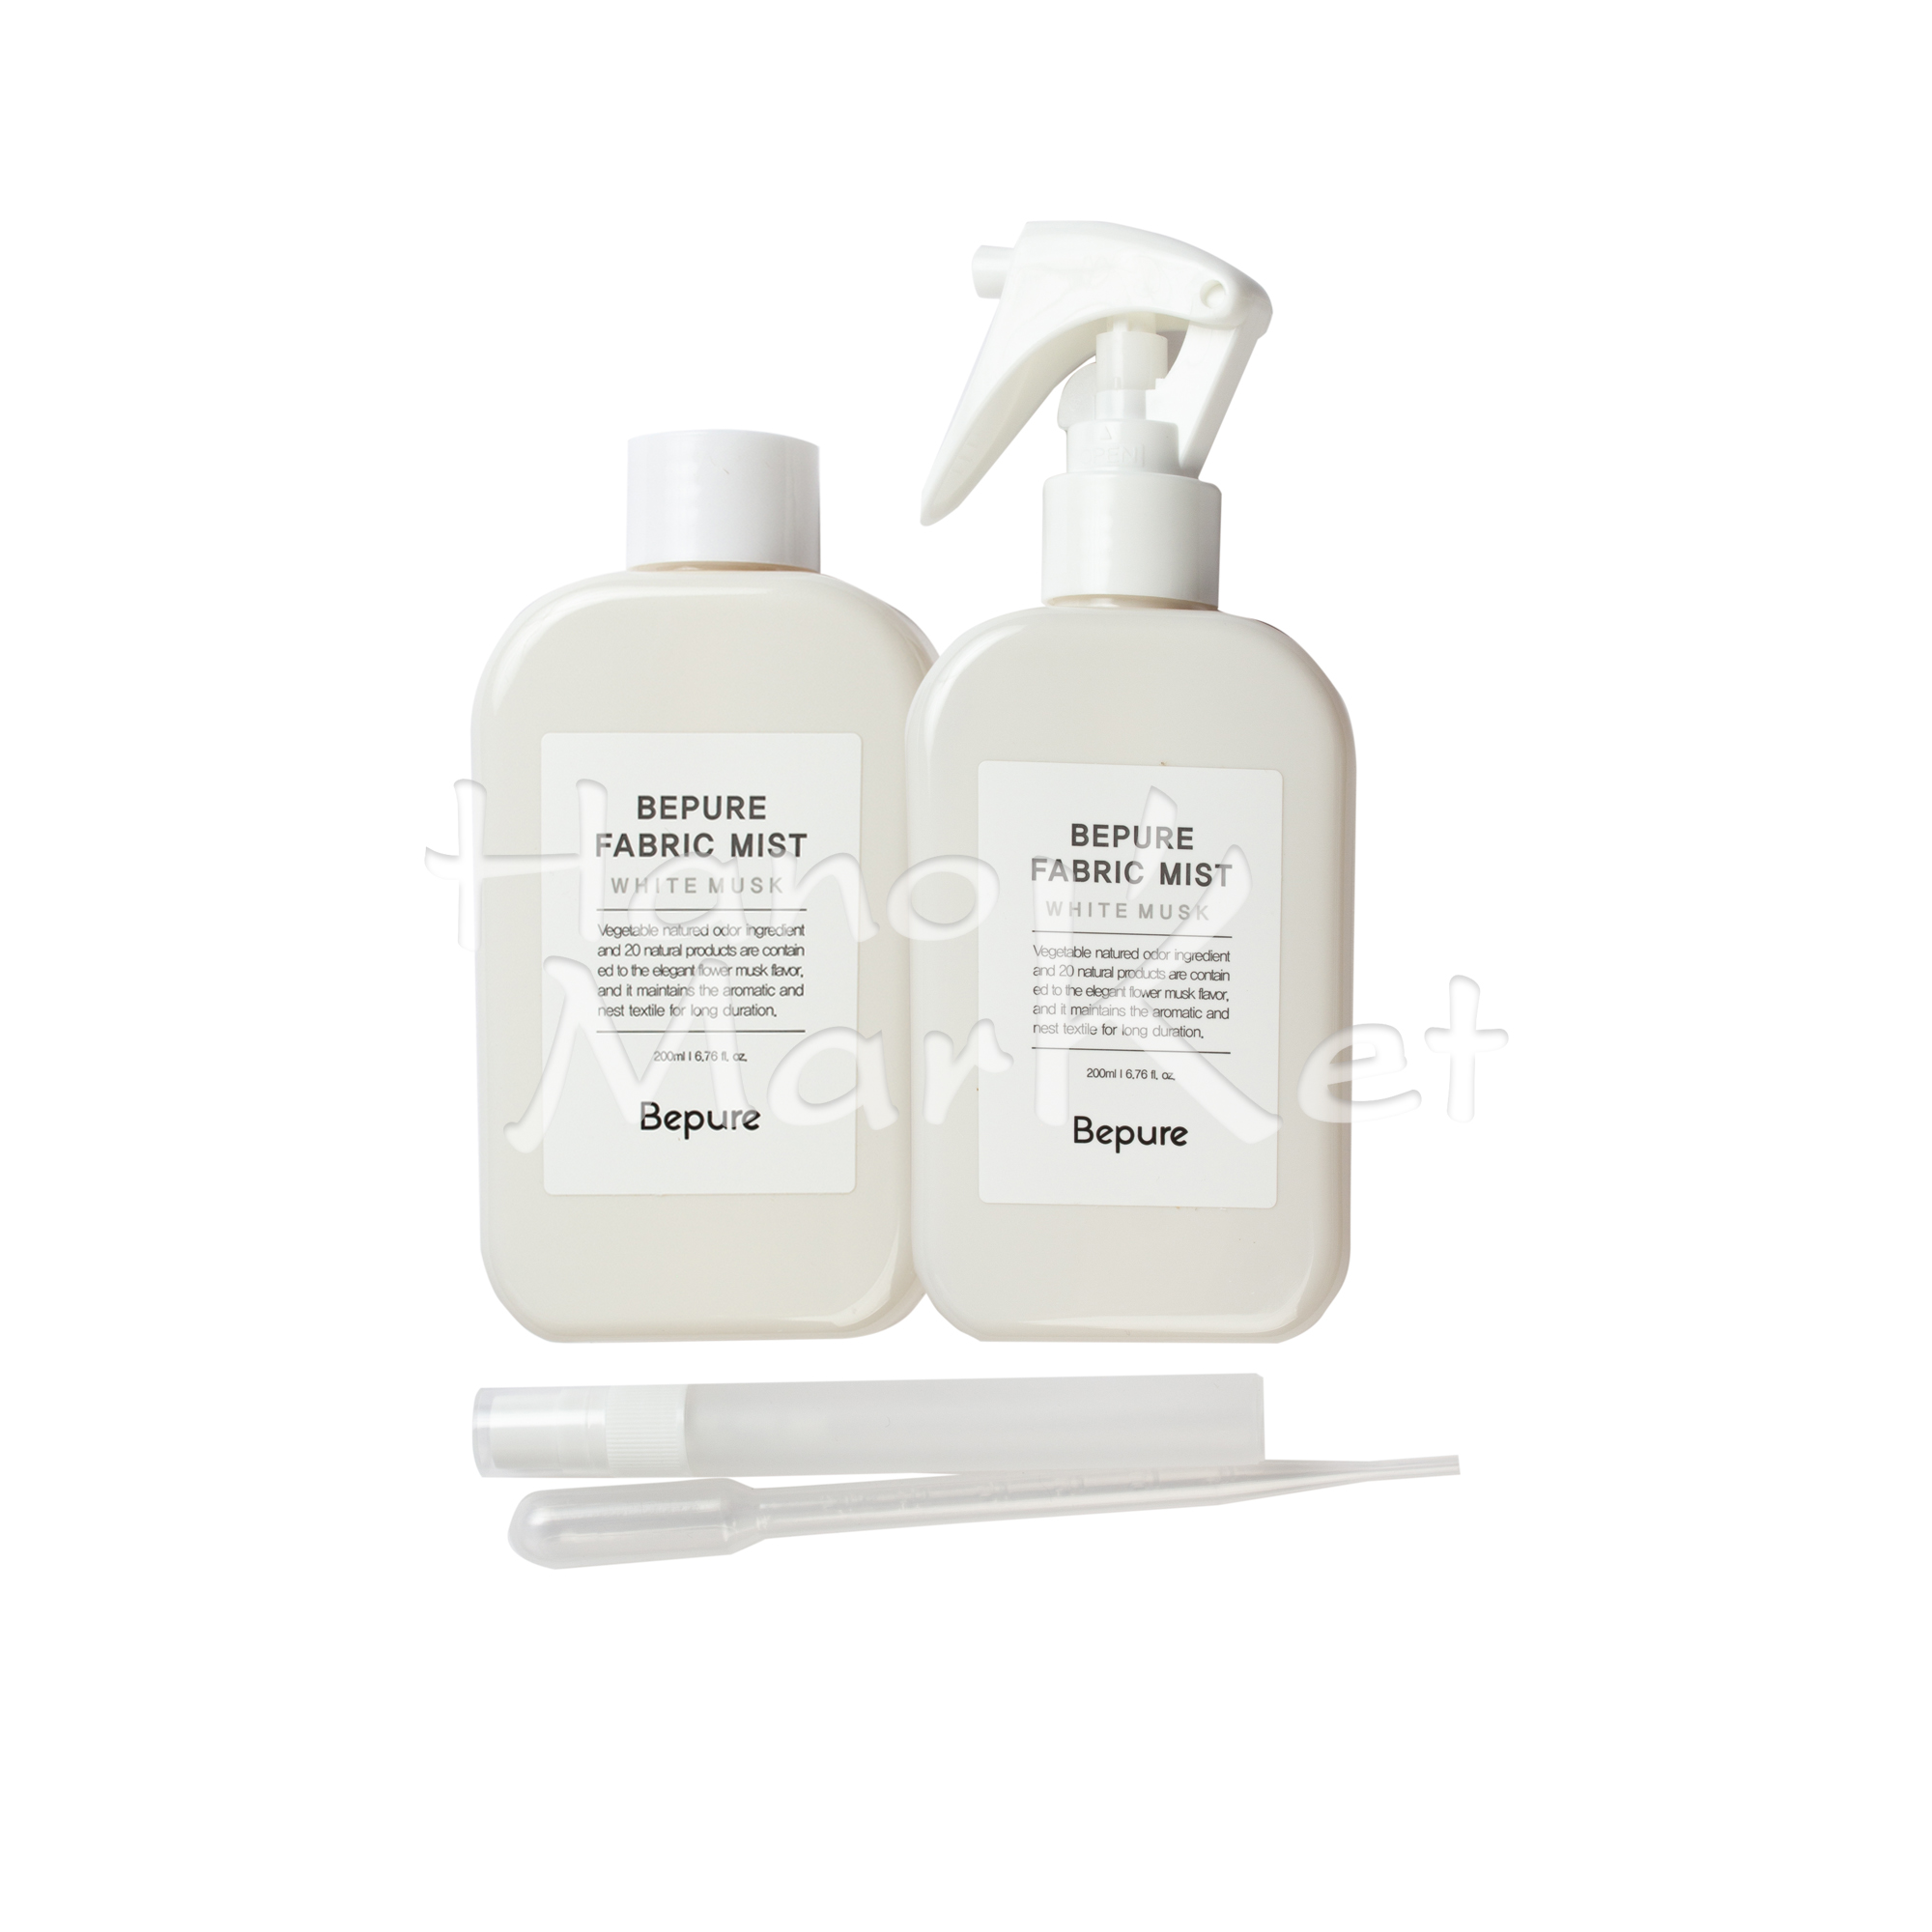 BEPURE
FABRIC MIST
WHITE MUSK
Vegetable natured odor ingredient
and 20 natural products are contain
ed to the elegant flower musk flavor,
and it maintains the aromatic and
nest textile for long duration.
200ml I 6.76 fl. oz.
Bepure
OPEN
BEPURE
FABRIC MIST
WHITE MUSK
Vegetable natured odor ingredient
and 20 natural products are contain
ed to the elegant flower musk flavor,
and it maintains the aromatic and
nest textile for long duration.
200ml I 6.76 fl. oz.
Bepure
HanoK
MarKet